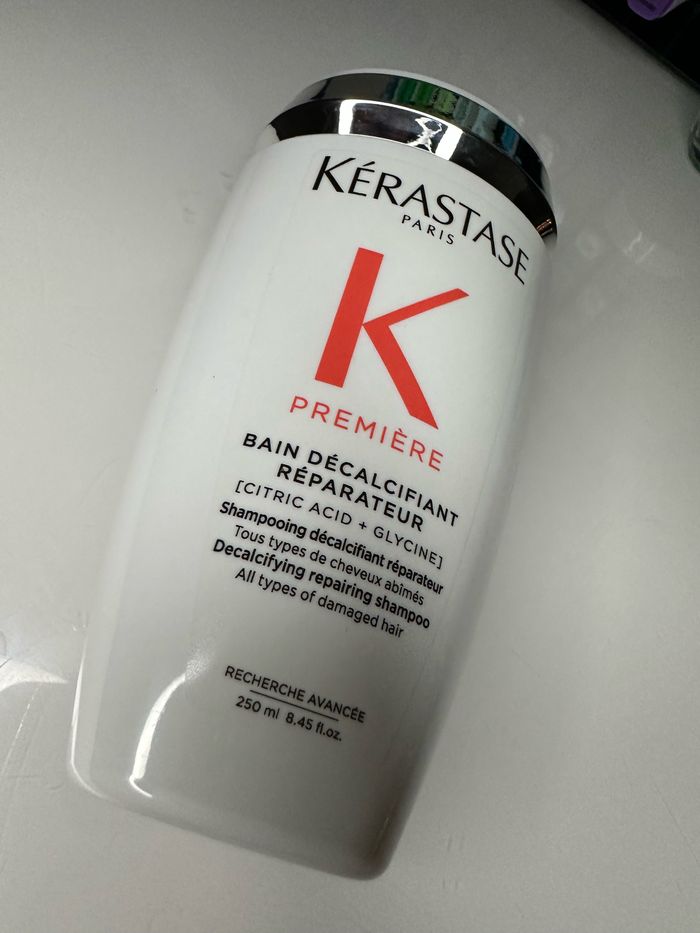 KÉRASTASE
PARIS
K
PREMIÈRE
BAIN DÉCALCIFIANT
RÉPARATEUR
[CITRIC ACID + GLYCINE]
Shampooing décalcifiant réparateur
Tous types de cheveux abîmés
Decalcifying repairing shampoo
All types of damaged hair
RECHERCHE AVANCÉE
250 ml 8.45 fl.oz.